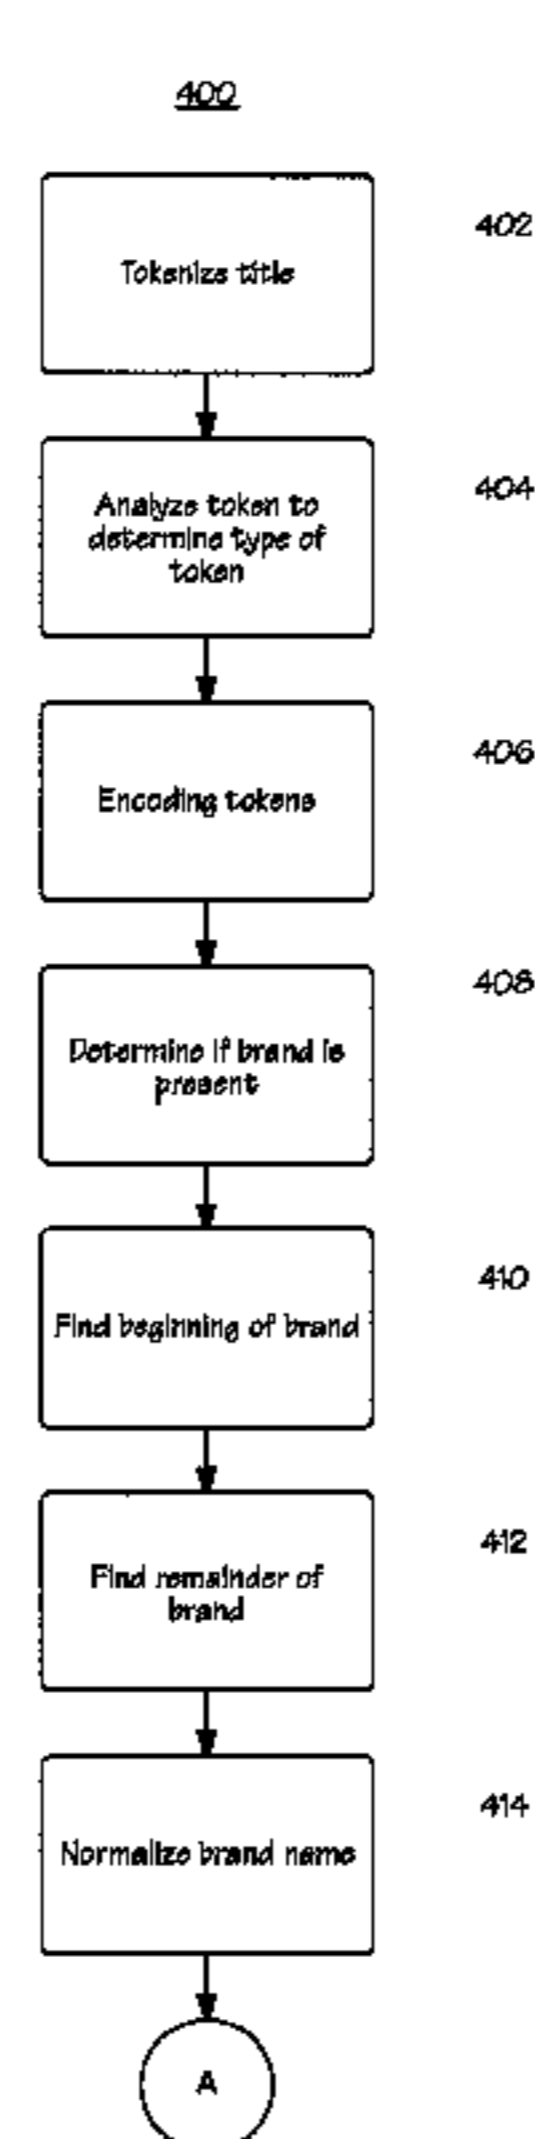 400
Tokenize title
402
Analyze token to
determine type of
token
404
Encoding tokens
406
Determine if brand is
present
408
Find beginning of brand
410
Find remainder of
brand
412
Normalize brand name
414
A